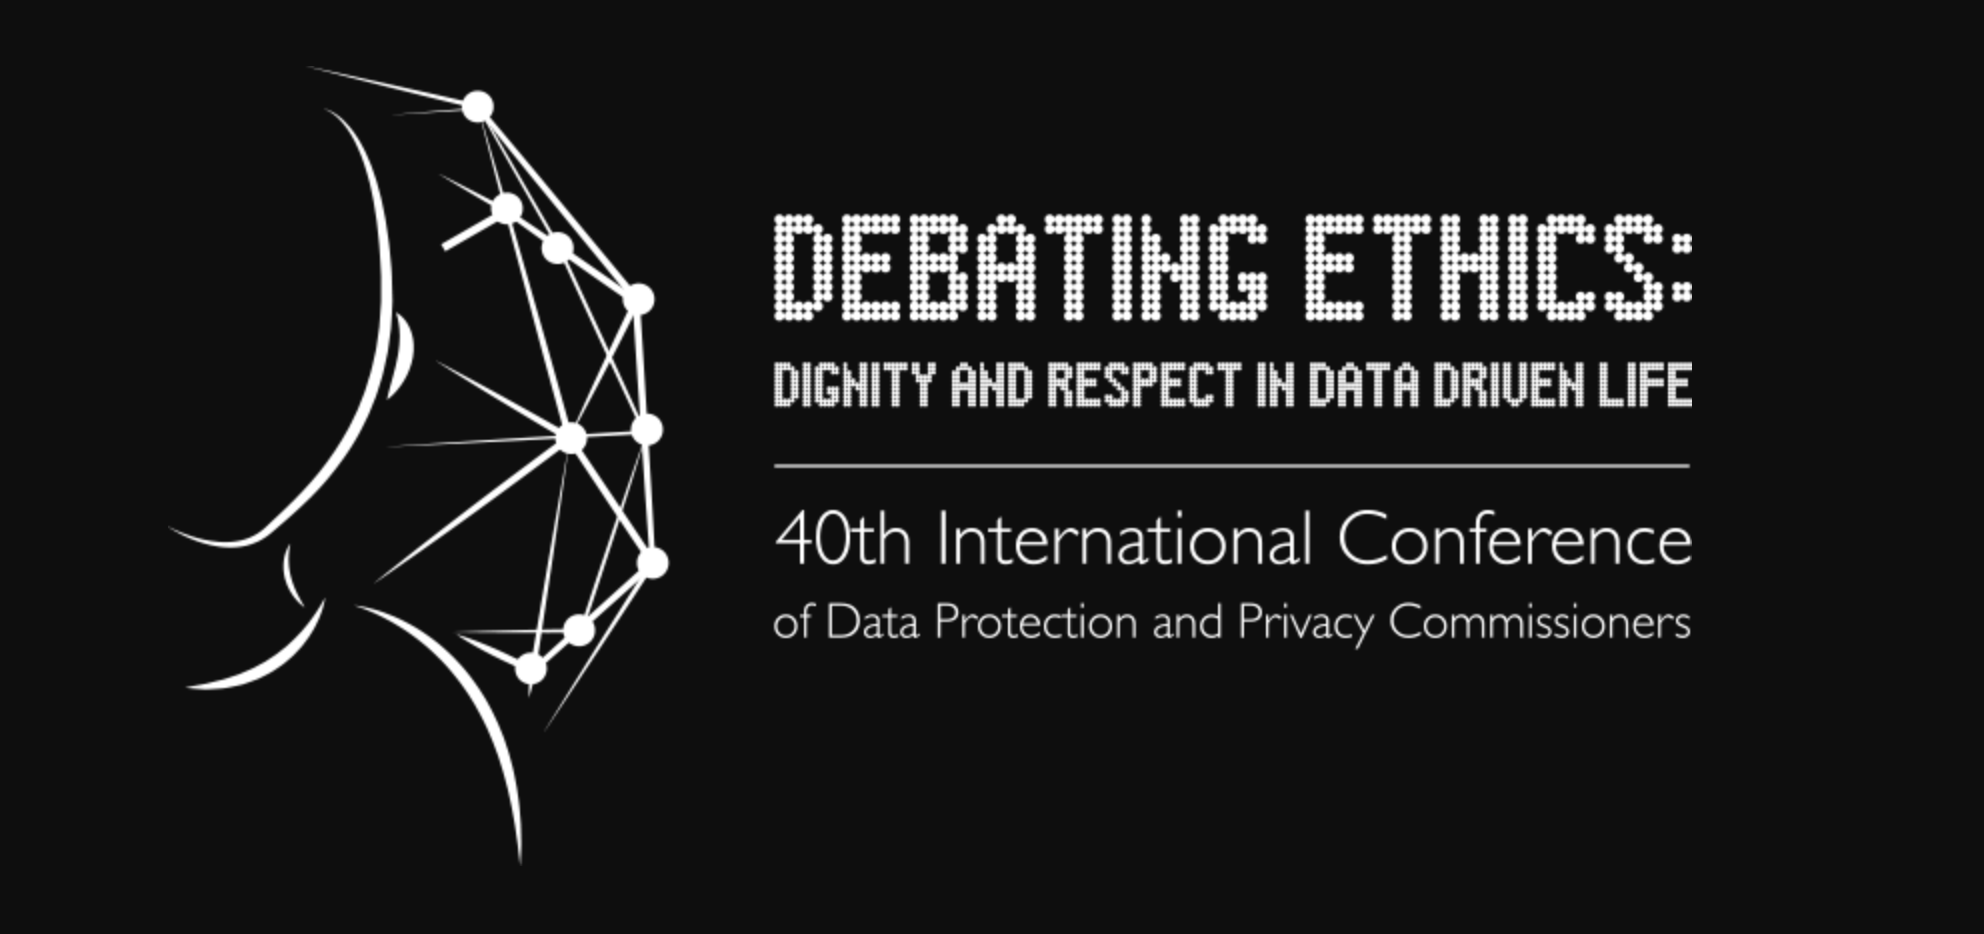 DEBATING ETHICS:
DIGNITY AND RESPECT IN DATA DRIVEN LIFE
40th International Conference
of Data Protection and Privacy Commissioners